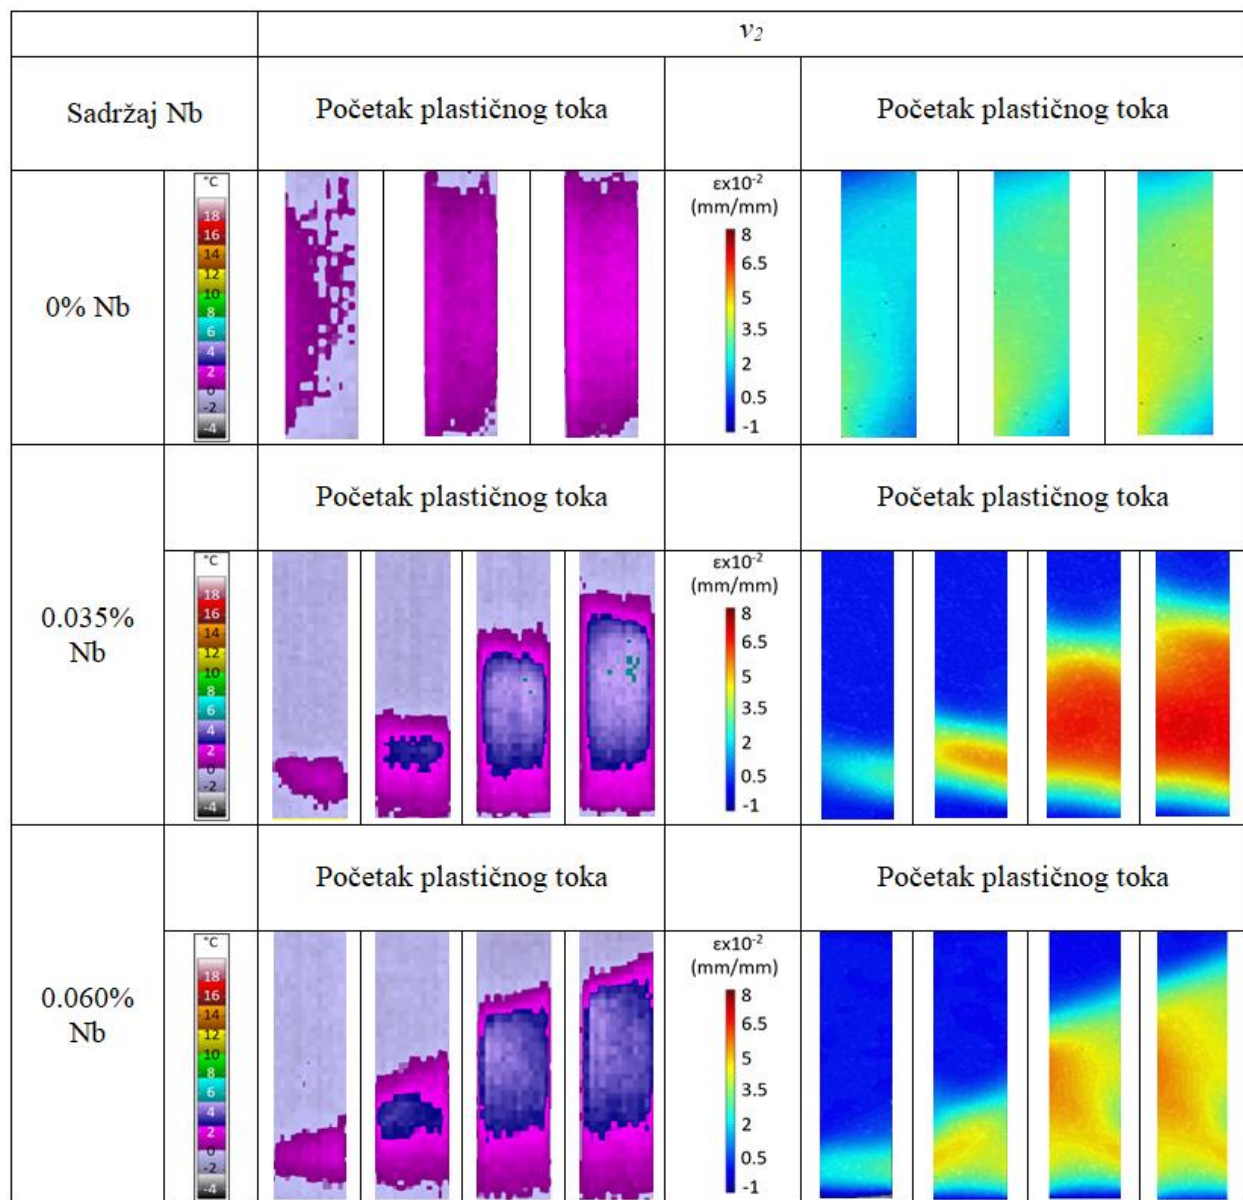 v₂
Sadržaj Nb
Početak plastičnog toka
Početak plastičnog toka
0% Nb
°C
18
16
14
12
10
8
6
4
2
0
-2
-4
εx10⁻²
(mm/mm)
8
6.5
5
3.5
2
0.5
-1
Početak plastičnog toka
Početak plastičnog toka
0.035%
Nb
°C
18
16
14
12
10
8
6
4
2
0
-2
-4
εx10⁻²
(mm/mm)
8
6.5
5
3.5
2
0.5
-1
Početak plastičnog toka
Početak plastičnog toka
0.060%
Nb
°C
18
16
14
12
10
8
6
4
2
0
-2
-4
εx10⁻²
(mm/mm)
8
6.5
5
3.5
2
0.5
-1